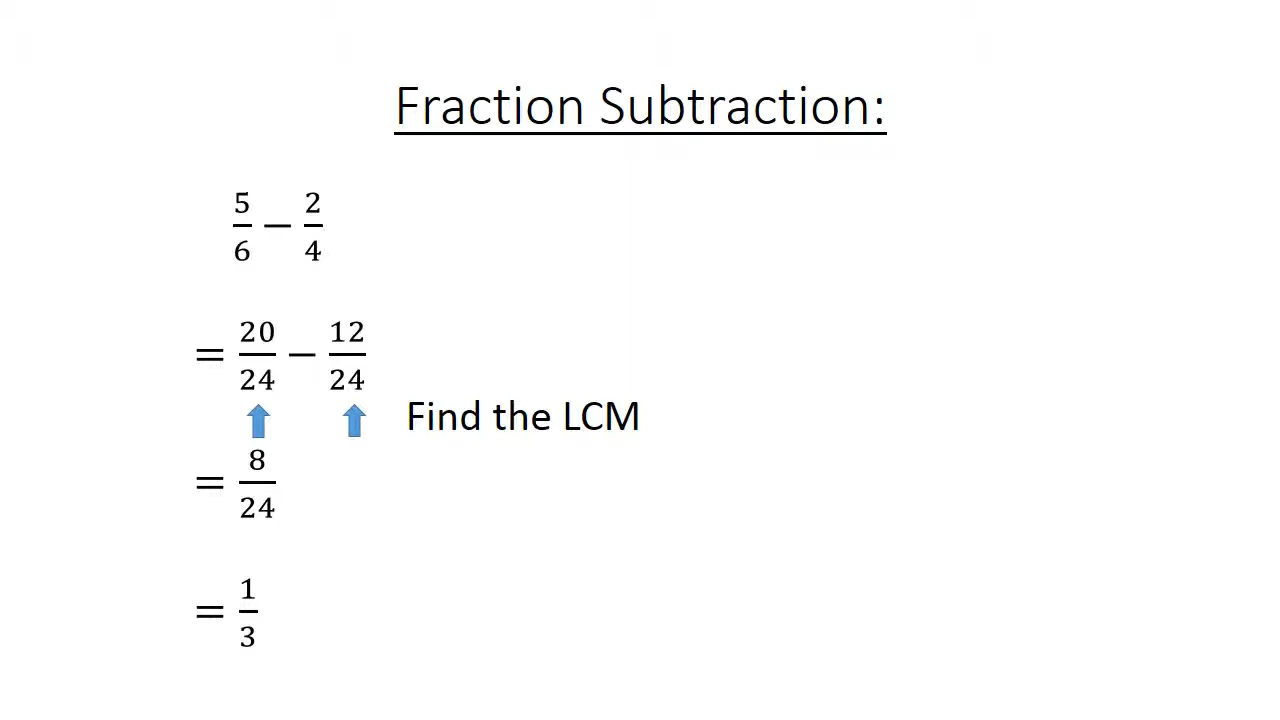 Fraction Subtraction:
5/6 − 2/4
= 20/24 − 12/24
Find the LCM
= 8/24
= 1/3